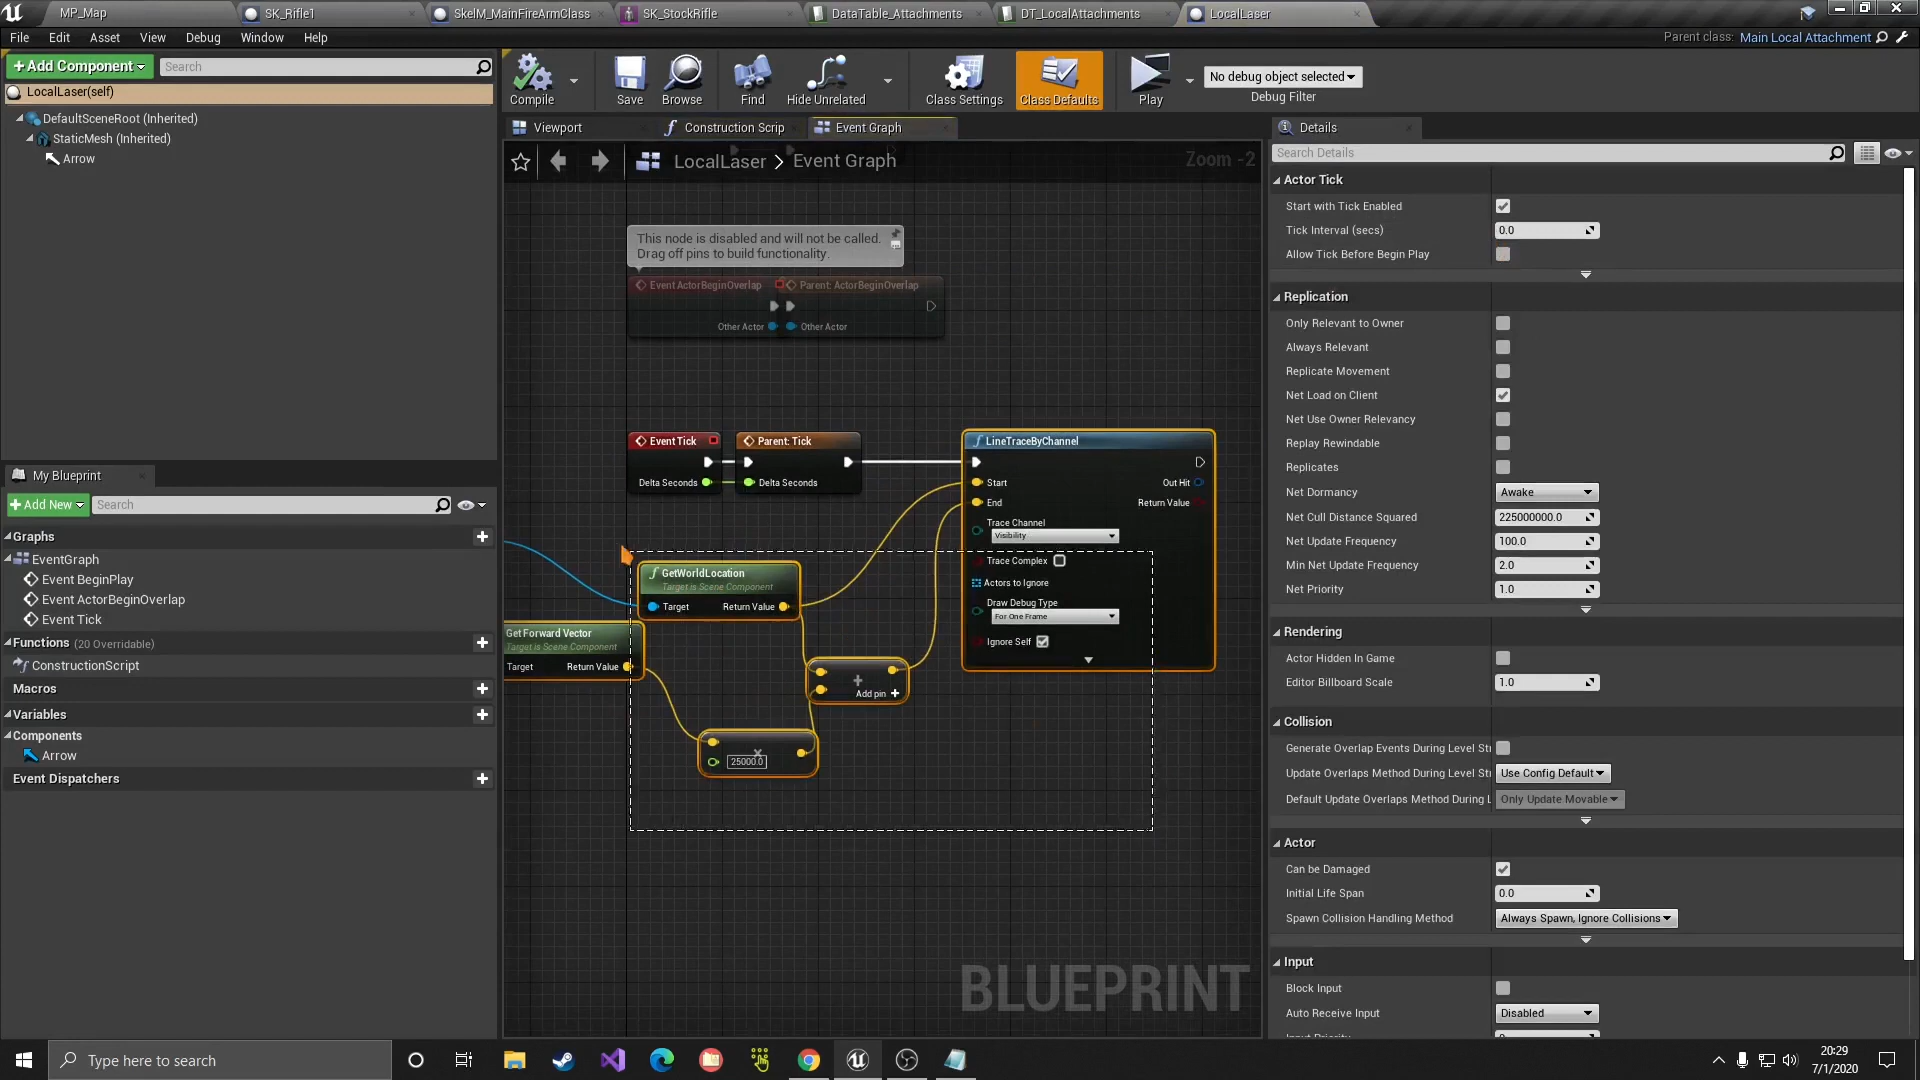 MP_Map
SK_Rifle1
SkelM_MainFireArmClass
SK_StockRifle
DataTable_Attachments
DT_LocalAttachments
LocalLaser
File Edit Asset View Debug Window Help
Parent class: Main Local Attachment
Add Component
Search
LocalLaser(self)
DefaultSceneRoot (Inherited)
StaticMesh (Inherited)
Arrow
Compile
Save
Browse
Find
Hide Unrelated
Class Settings
Class Defaults
Play
No debug object selected
Debug Filter
Viewport
Construction Scrip
Event Graph
LocalLaser > Event Graph
Zoom -2
This node is disabled and will not be called.
Drag off pins to build functionality.
Event ActorBeginOverlap
Parent: ActorBeginOverlap
Other Actor
Other Actor
Event Tick
Delta Seconds
Parent: Tick
Delta Seconds
LineTraceByChannel
Start
Out Hit
End
Return Value
Trace Channel
Visibility
Trace Complex
Actors to Ignore
Draw Debug Type
For One Frame
Ignore Self
GetWorldLocation
Target is Scene Component
Target
Return Value
Get Forward Vector
Target is Scene Component
Target
Return Value
Add pin +
25000.0
BLUEPRINT
My Blueprint
Add New
Search
Graphs
EventGraph
Event BeginPlay
Event ActorBeginOverlap
Event Tick
Functions (20 Overridable)
ConstructionScript
Macros
Variables
Components
Arrow
Event Dispatchers
Details
Search Details
Actor Tick
Start with Tick Enabled
Tick Interval (secs)
0.0
Allow Tick Before Begin Play
Replication
Only Relevant to Owner
Always Relevant
Replicate Movement
Net Load on Client
Net Use Owner Relevancy
Replay Rewindable
Replicates
Net Dormancy
Awake
Net Cull Distance Squared
225000000.0
Net Update Frequency
100.0
Min Net Update Frequency
2.0
Net Priority
1.0
Rendering
Actor Hidden In Game
Editor Billboard Scale
1.0
Collision
Generate Overlap Events During Level Str
Update Overlaps Method During Level Str
Use Config Default
Default Update Overlaps Method During L
Only Update Movable
Actor
Can be Damaged
Initial Life Span
0.0
Spawn Collision Handling Method
Always Spawn, Ignore Collisions
Input
Block Input
Auto Receive Input
Disabled
Input Priority
Type here to search
20:29
7/1/2020